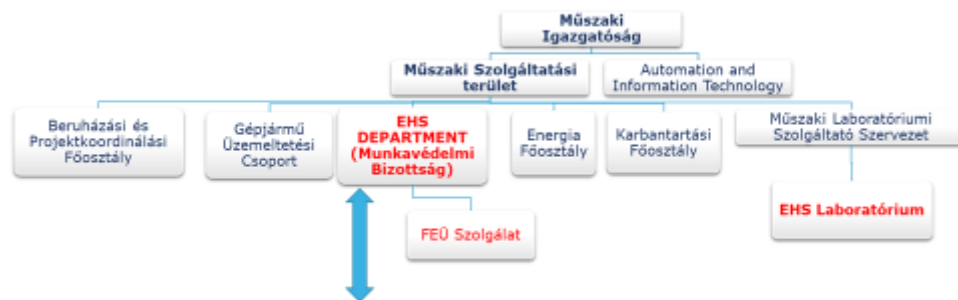 Műszaki
Igazgatóság
Műszaki Szolgáltatási
terület
Automation and
Information Technology
Beruházási és
Projektkoordinálási
Főosztály
Gépjármű
Üzemeltetési
Csoport
EHS
DEPARTMENT
(Munkavédelmi
Bizottság)
Energia
Főosztály
Karbantartási
Főosztály
Műszaki Laboratóriumi
Szolgáltató Szervezet
FEÜ Szolgálat
EHS Laboratórium